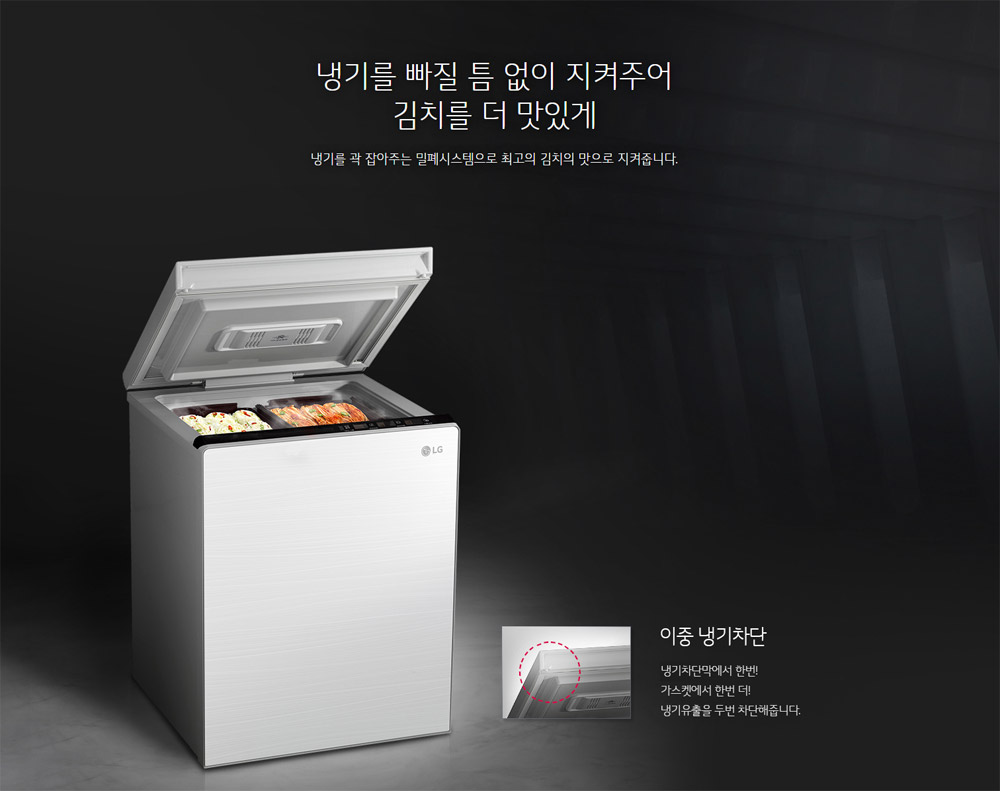 냉기를 빠질 틈 없이 지켜주어
김치를 더 맛있게
냉기를 꽉 잡아주는 밀폐시스템으로 최고의 김치의 맛으로 지켜줍니다.
LG
이중 냉기차단
냉기차단막에서 한번!
가스켓에서 한번 더!
냉기유출을 두번 차단해줍니다.